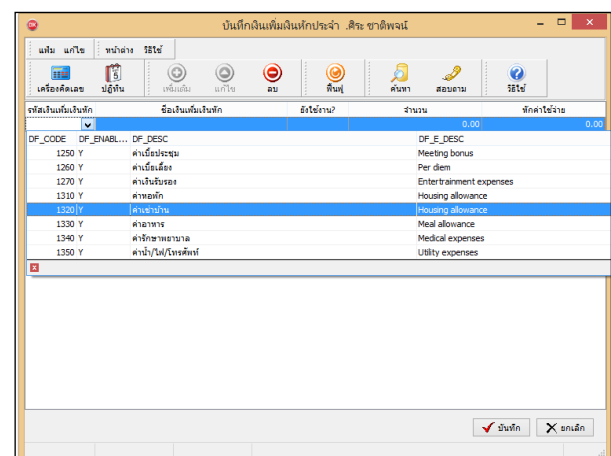 บันทึกเงินเพิ่มเงินหักประจำ .ศิระ ชาติพจน์
แฟ้ม แก้ไข หน้าต่าง วิธีใช้
เครื่องคิดเลข ปฏิทิน เพิ่มเติม แก้ไข ลบ ฟื้นฟู ค้นหา สอบถาม วิธีใช้
รหัสเงินเพิ่มเงินหัก ชื่อเงินเพิ่มเงินหัก ยังใช้งาน? จำนวน หักค่าใช้จ่าย
0.00 0.00
DF_CODE DF_ENABL... DF_DESC DF_E_DESC
1250 Y ค่าเบี้ยประชุม Meeting bonus
1260 Y ค่าเบี้ยเลี้ยง Per diem
1270 Y ค่าเงินรับรอง Entertrainment expenses
1310 Y ค่าหอพัก Housing allowance
1320 Y ค่าเช่าบ้าน Housing allowance
1330 Y ค่าอาหาร Meal allowance
1340 Y ค่ารักษาพยาบาล Medical expenses
1350 Y ค่าน้ำ/ไฟ/โทรศัพท์ Utility expenses
บันทึก ยกเลิก